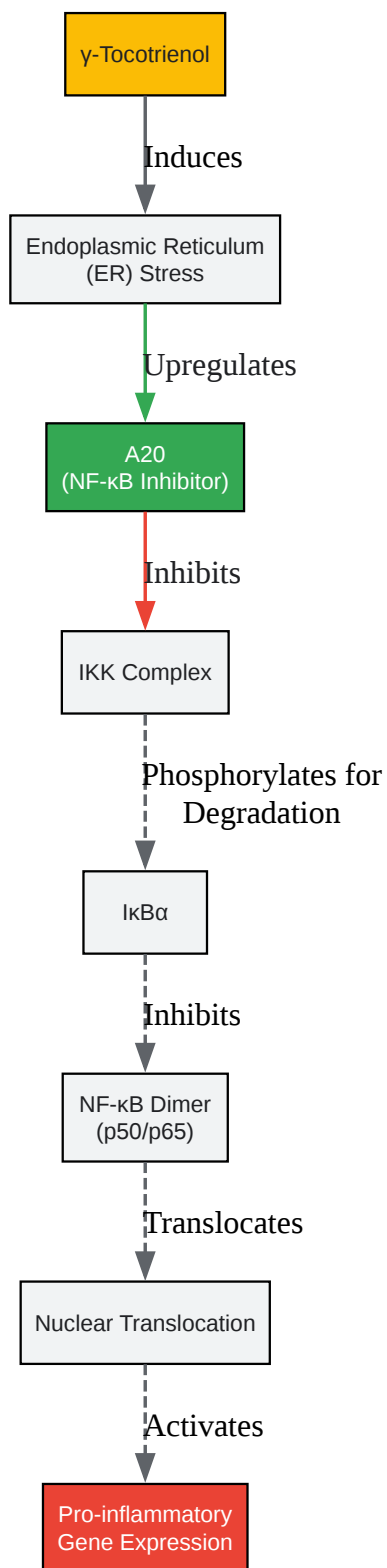 γ-Tocotrienol
Induces
Endoplasmic Reticulum
(ER) Stress
Upregulates
A20
(NF-κB Inhibitor)
Inhibits
IKK Complex
Phosphorylates for
Degradation
IκBα
Inhibits
NF-κB Dimer
(p50/p65)
Translocates
Nuclear Translocation
Activates
Pro-inflammatory
Gene Expression